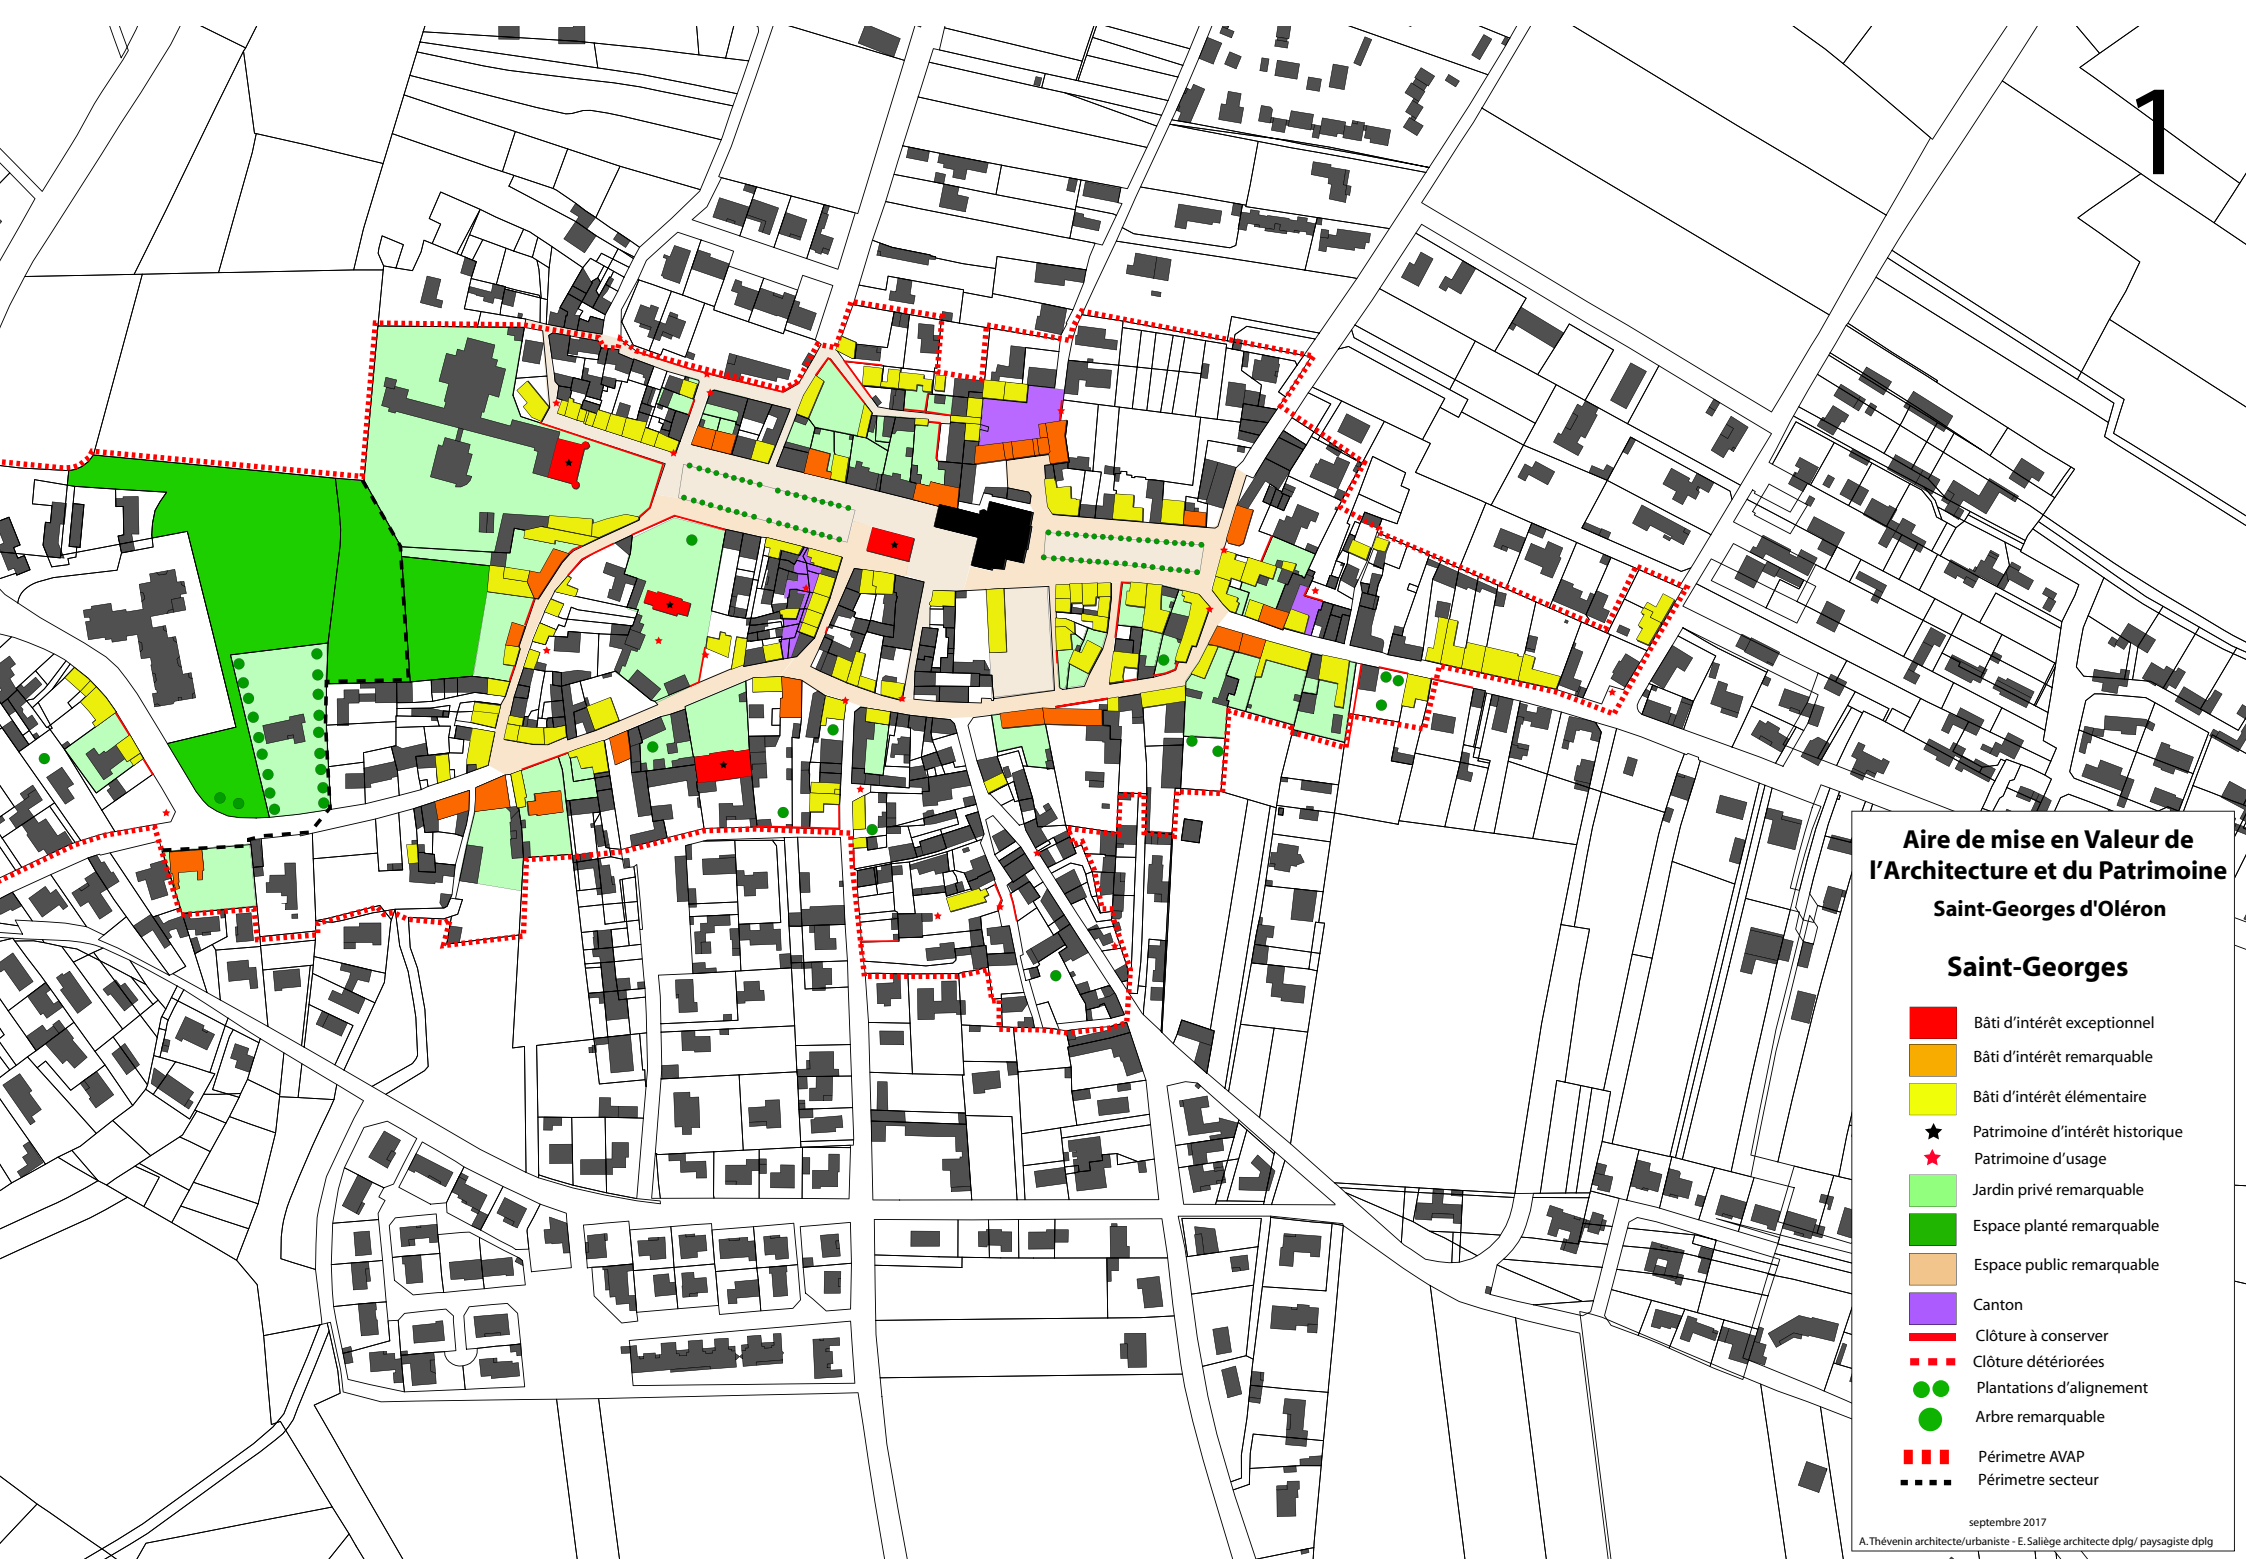 1
Aire de mise en Valeur de
l'Architecture et du Patrimoine
Saint-Georges d'Oléron
Saint-Georges
Bâti d'intérêt exceptionnel
Bâti d'intérêt remarquable
Bâti d'intérêt élémentaire
Patrimoine d'intérêt historique
Patrimoine d'usage
Jardin privé remarquable
Espace planté remarquable
Espace public remarquable
Canton
Clôture à conserver
Clôture détériorées
Plantations d'alignement
Arbre remarquable
Périmetre AVAP
Périmetre secteur
septembre 2017
A. Thévenin architecte/urbaniste - E. Saliège architecte dplg/ paysagiste dplg